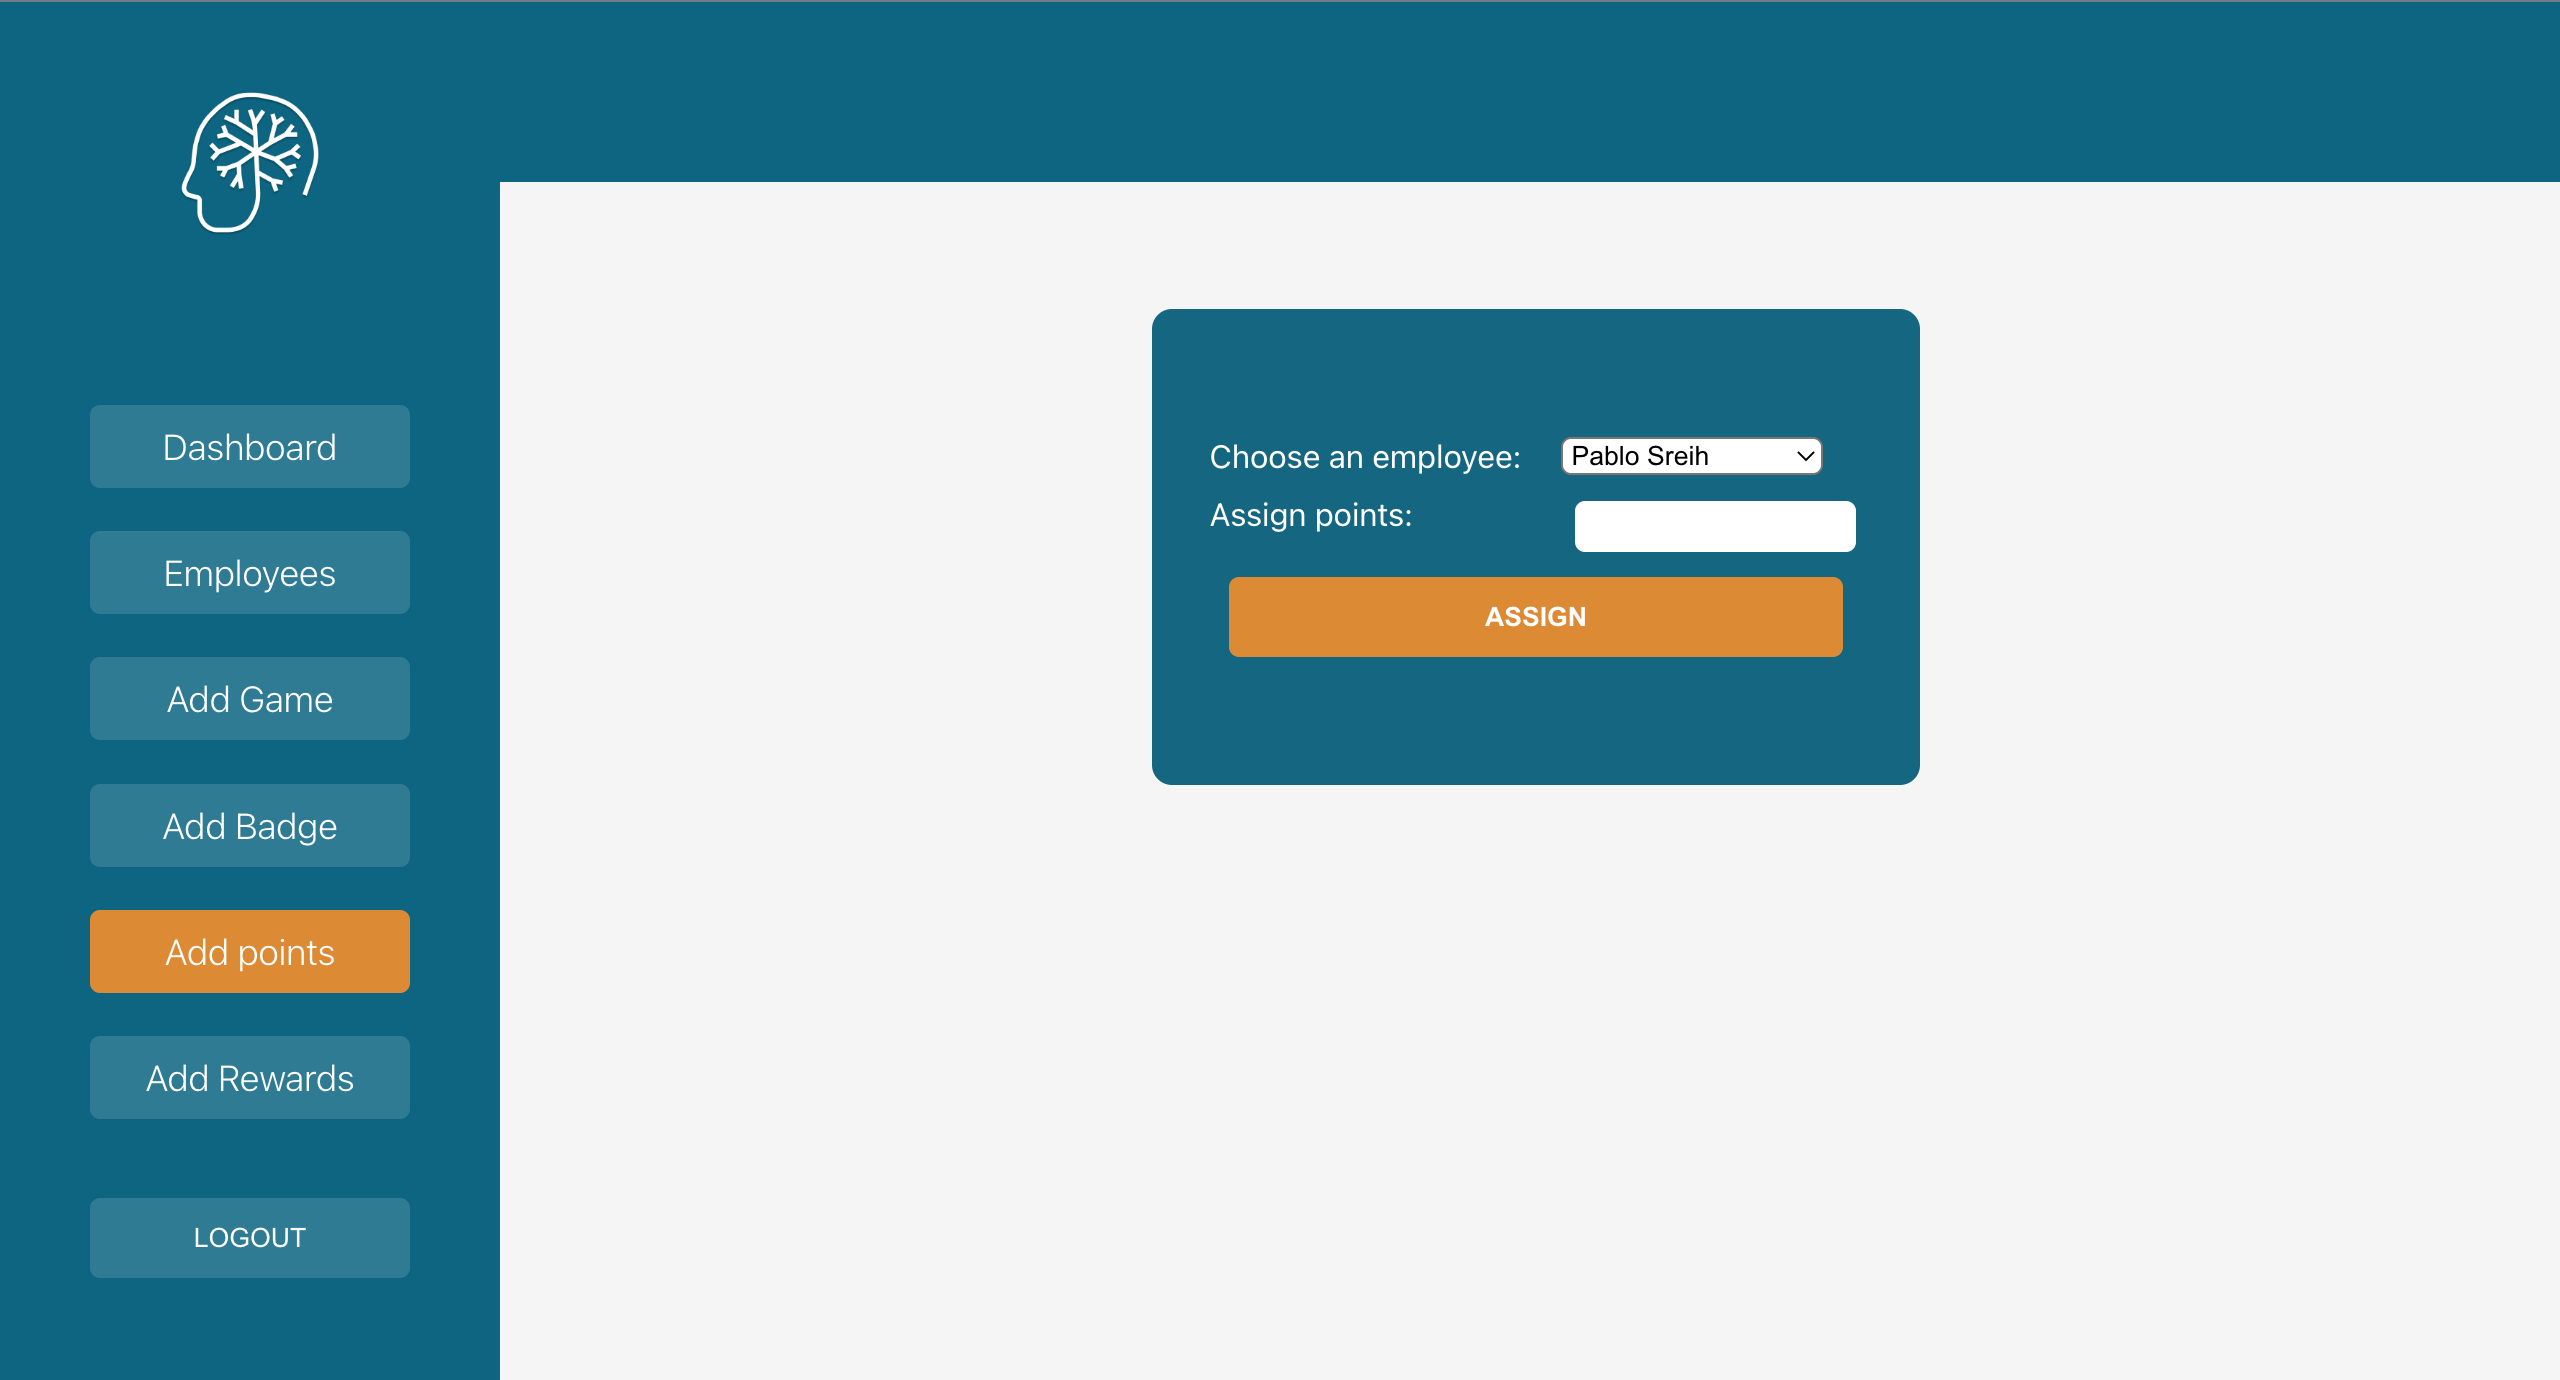 Dashboard
Employees
Add Game
Add Badge
Add points
Add Rewards
LOGOUT
Choose an employee: Pablo Sreih
Assign points:
ASSIGN